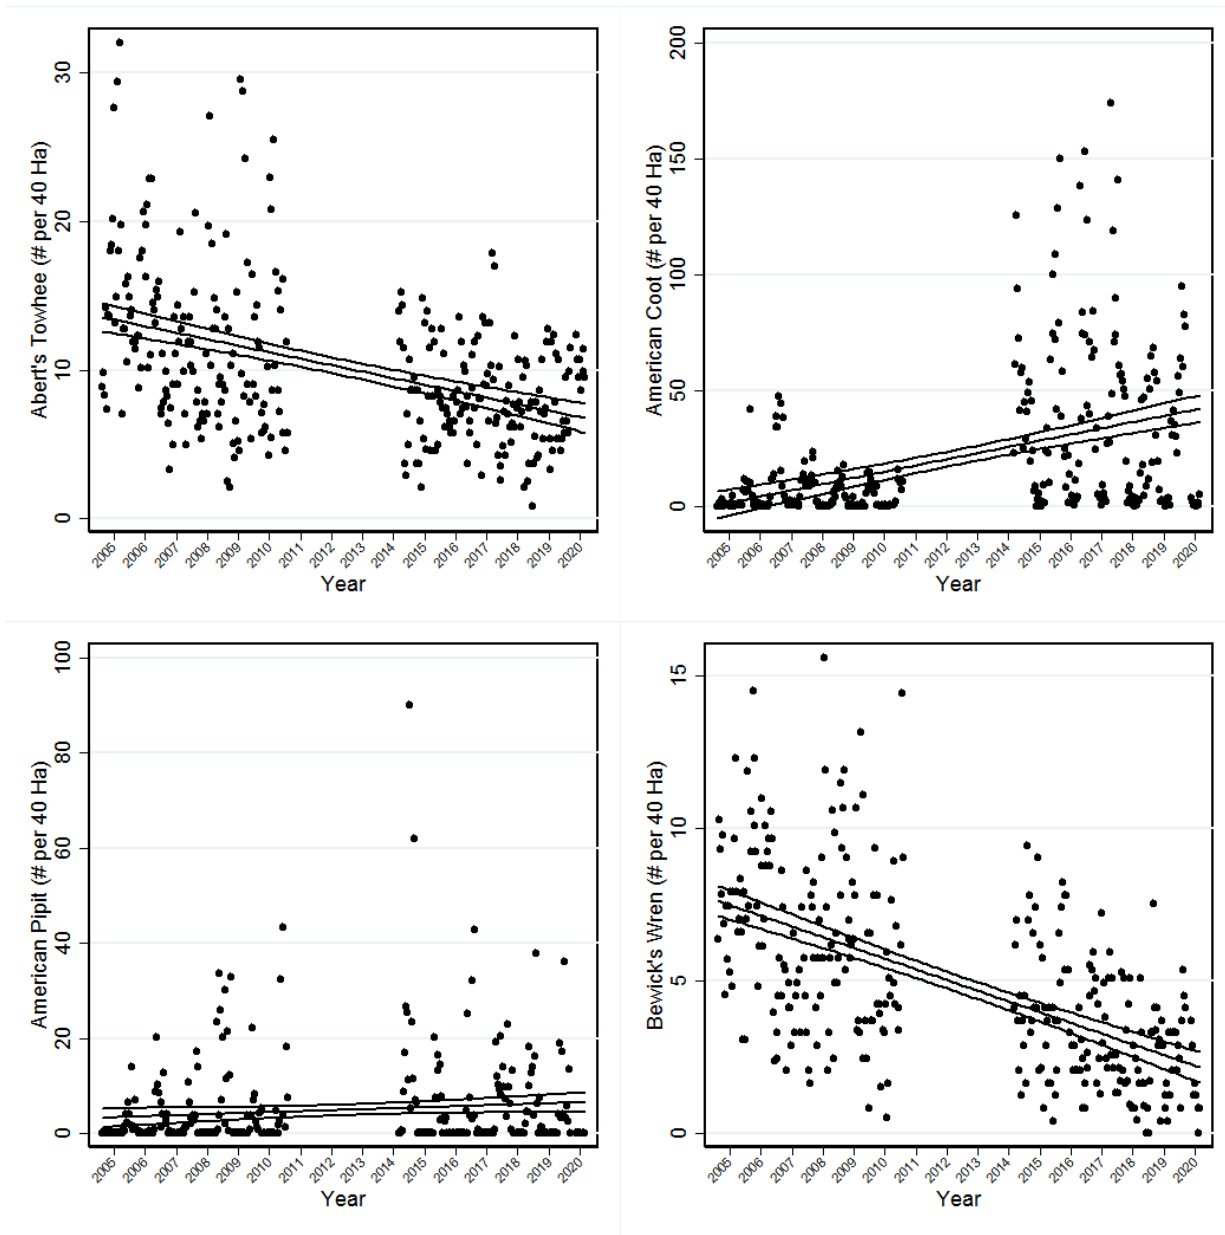 Abert's Towhee (# per 40 Ha)
30
20
10
0
2005 2006 2007 2008 2009 2010 2011 2012 2013 2014 2015 2016 2017 2018 2019 2020
Year
American Coot (# per 40 Ha)
200
150
100
50
0
2005 2006 2007 2008 2009 2010 2011 2012 2013 2014 2015 2016 2017 2018 2019 2020
Year
American Pipit (# per 40 Ha)
100
80
60
40
20
0
2005 2006 2007 2008 2009 2010 2011 2012 2013 2014 2015 2016 2017 2018 2019 2020
Year
Bewick's Wren (# per 40 Ha)
15
10
5
0
2005 2006 2007 2008 2009 2010 2011 2012 2013 2014 2015 2016 2017 2018 2019 2020
Year